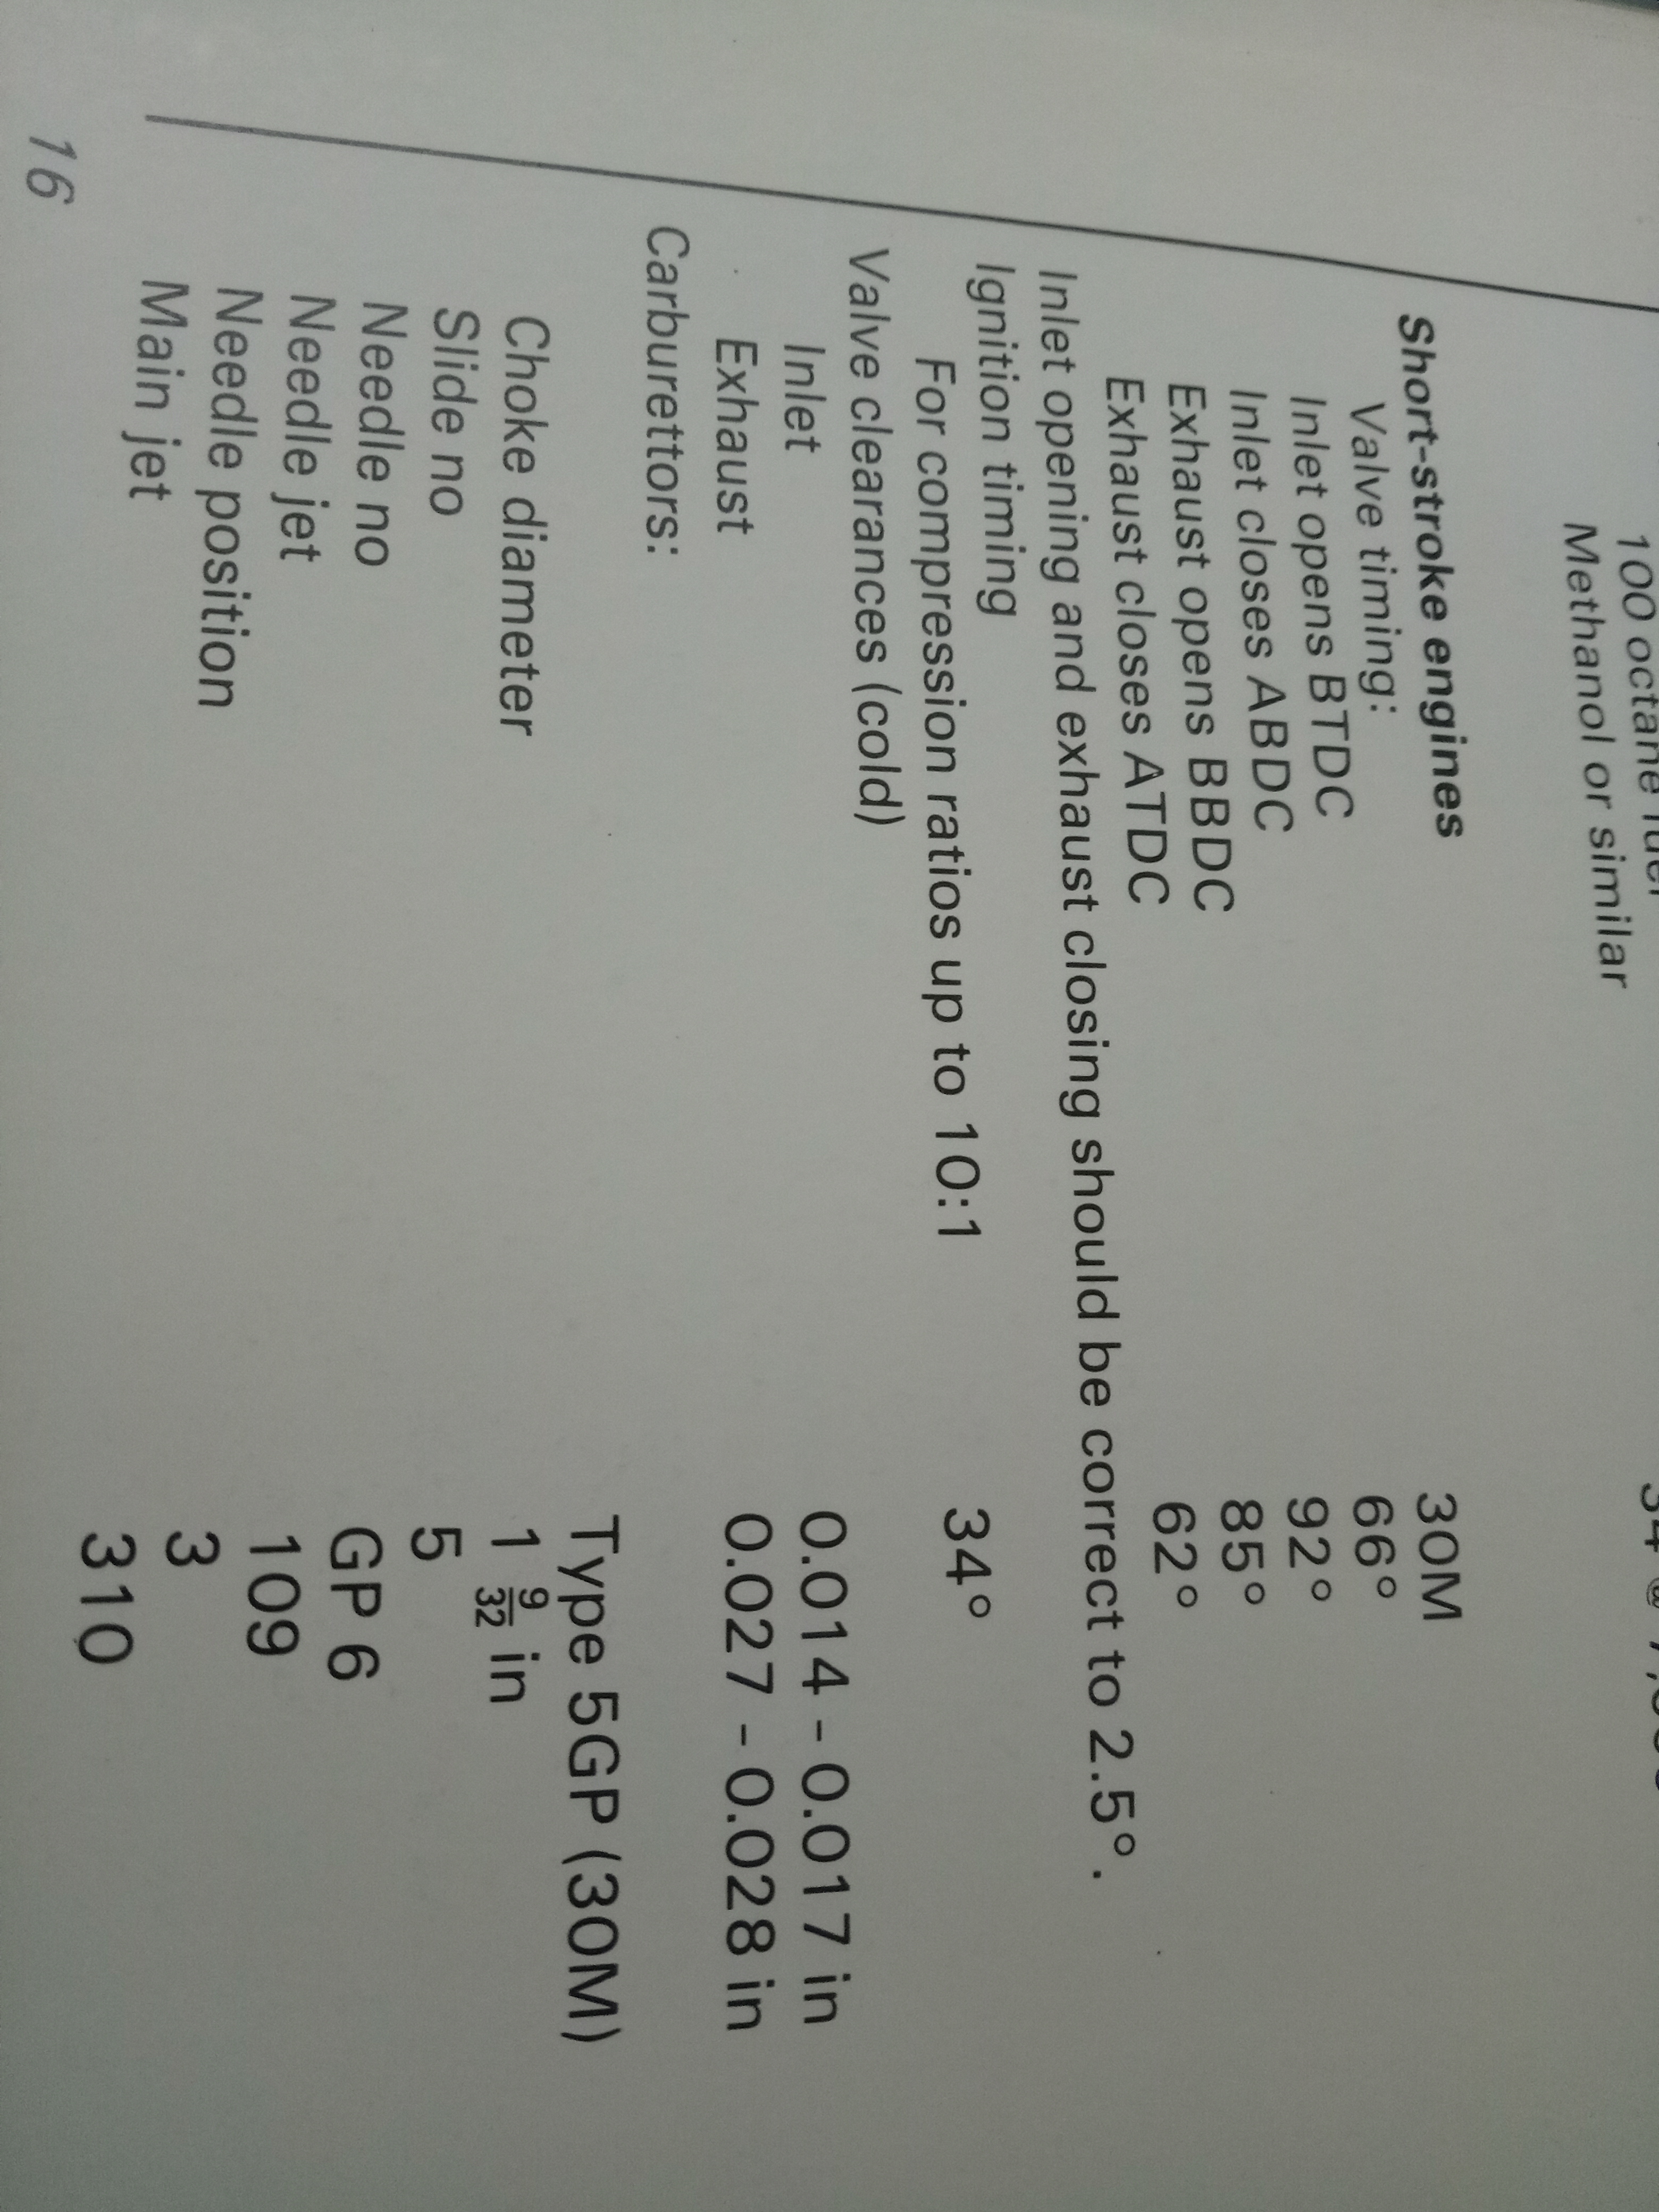 100 octane fuel
Methanol or similar
Short-stroke engines
Valve timing: 30M
Inlet opens BTDC 66°
Inlet closes ABDC 92°
Exhaust opens BBDC 85°
Exhaust closes ATDC 62°
Inlet opening and exhaust closing should be correct to 2.5°.
Ignition timing
For compression ratios up to 10:1 34°
Valve clearances (cold)
Inlet 0.014 - 0.017 in
Exhaust 0.027 - 0.028 in
Carburettors: Type 5GP (30M)
Choke diameter 1 9/32 in
Slide no 5
Needle no GP 6
Needle jet 109
Needle position 3
Main jet 310
16